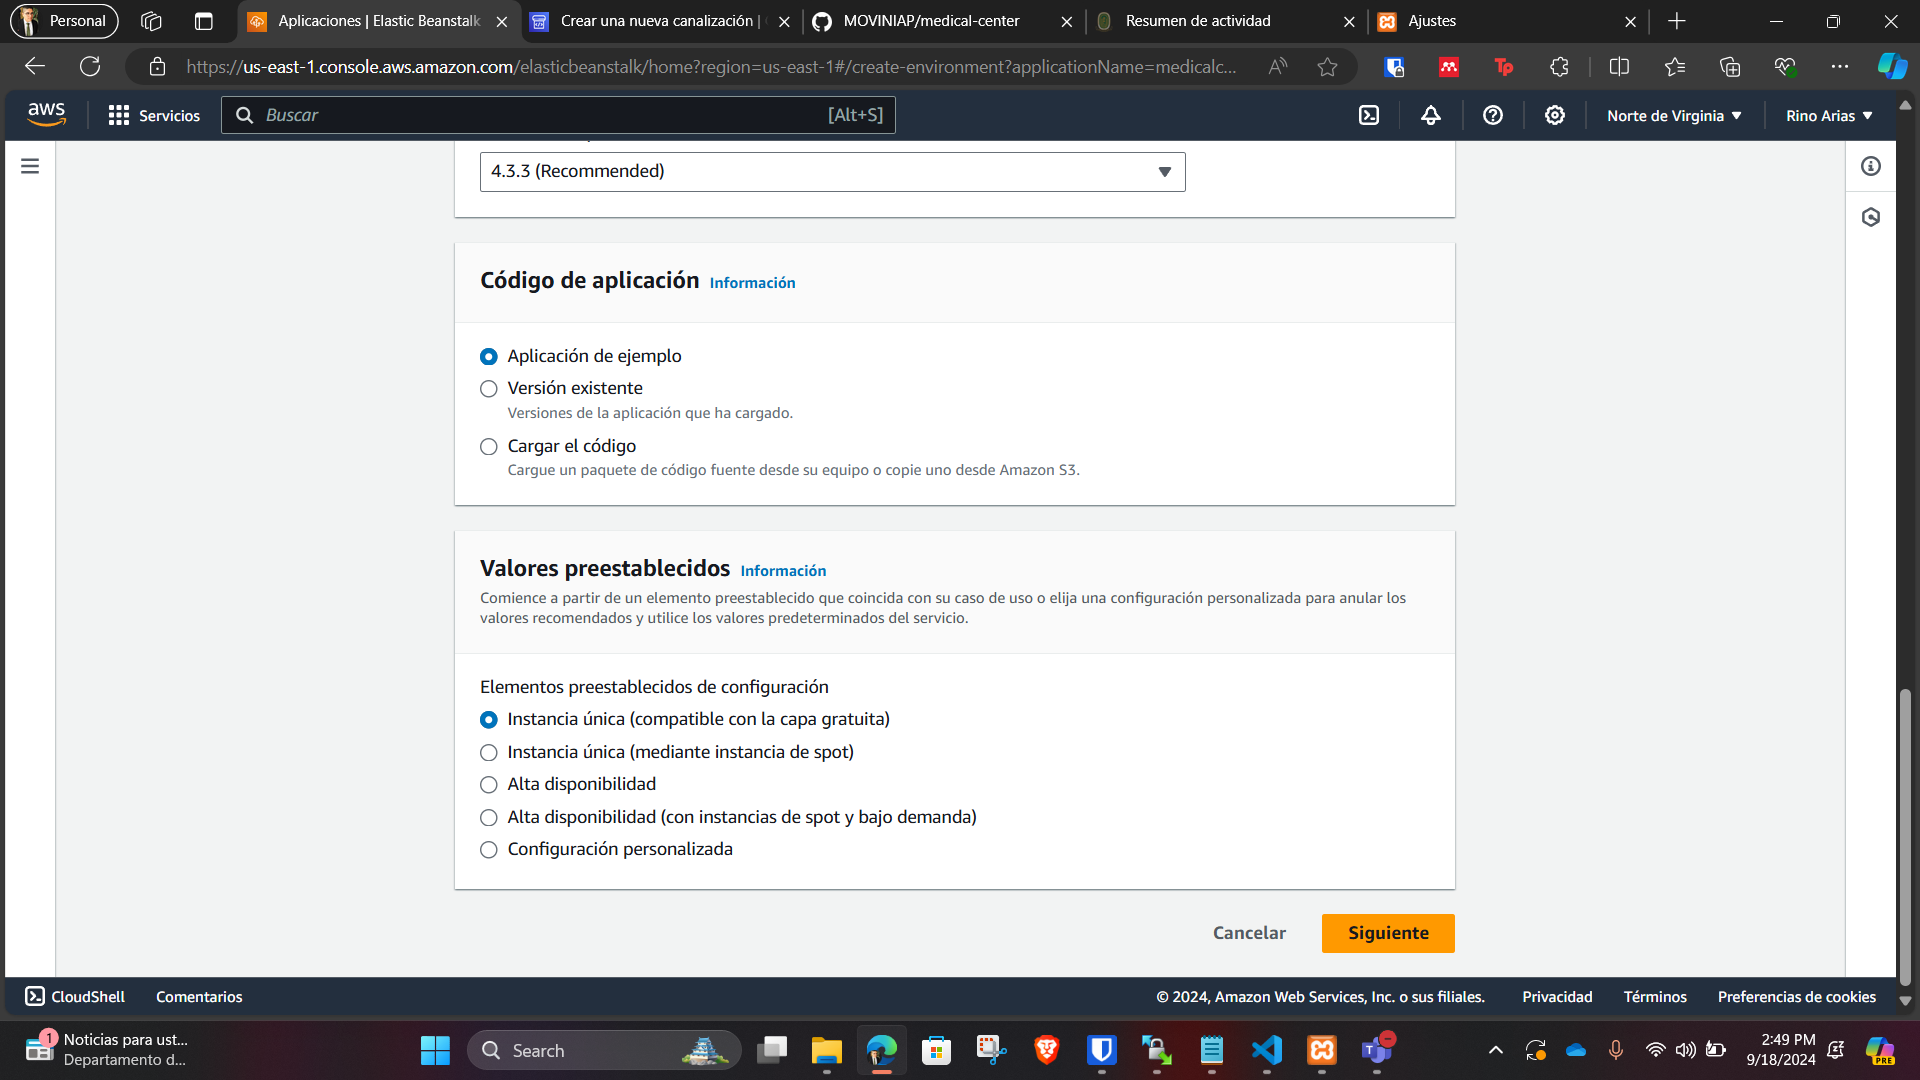 Personal
Aplicaciones | Elastic Beanstalk
Crear una nueva canalización |
MOVINIAP/medical-center
Resumen de actividad
Ajustes
https://us-east-1.console.aws.amazon.com/elasticbeanstalk/home?region=us-east-1#/create-environment?applicationName=medicalc...
aws
Servicios
Buscar
[Alt+S]
Norte de Virginia
Rino Arias
4.3.3 (Recommended)
Código de aplicación Información
Aplicación de ejemplo
Versión existente
Versiones de la aplicación que ha cargado.
Cargar el código
Cargue un paquete de código fuente desde su equipo o copie uno desde Amazon S3.
Valores preestablecidos Información
Comience a partir de un elemento preestablecido que coincida con su caso de uso o elija una configuración personalizada para anular los
valores recomendados y utilice los valores predeterminados del servicio.
Elementos preestablecidos de configuración
Instancia única (compatible con la capa gratuita)
Instancia única (mediante instancia de spot)
Alta disponibilidad
Alta disponibilidad (con instancias de spot y bajo demanda)
Configuración personalizada
Cancelar
Siguiente
CloudShell
Comentarios
© 2024, Amazon Web Services, Inc. o sus filiales.
Privacidad
Términos
Preferencias de cookies
1
Noticias para ust...
Departamento d...
Search
2:49 PM
9/18/2024
PRE